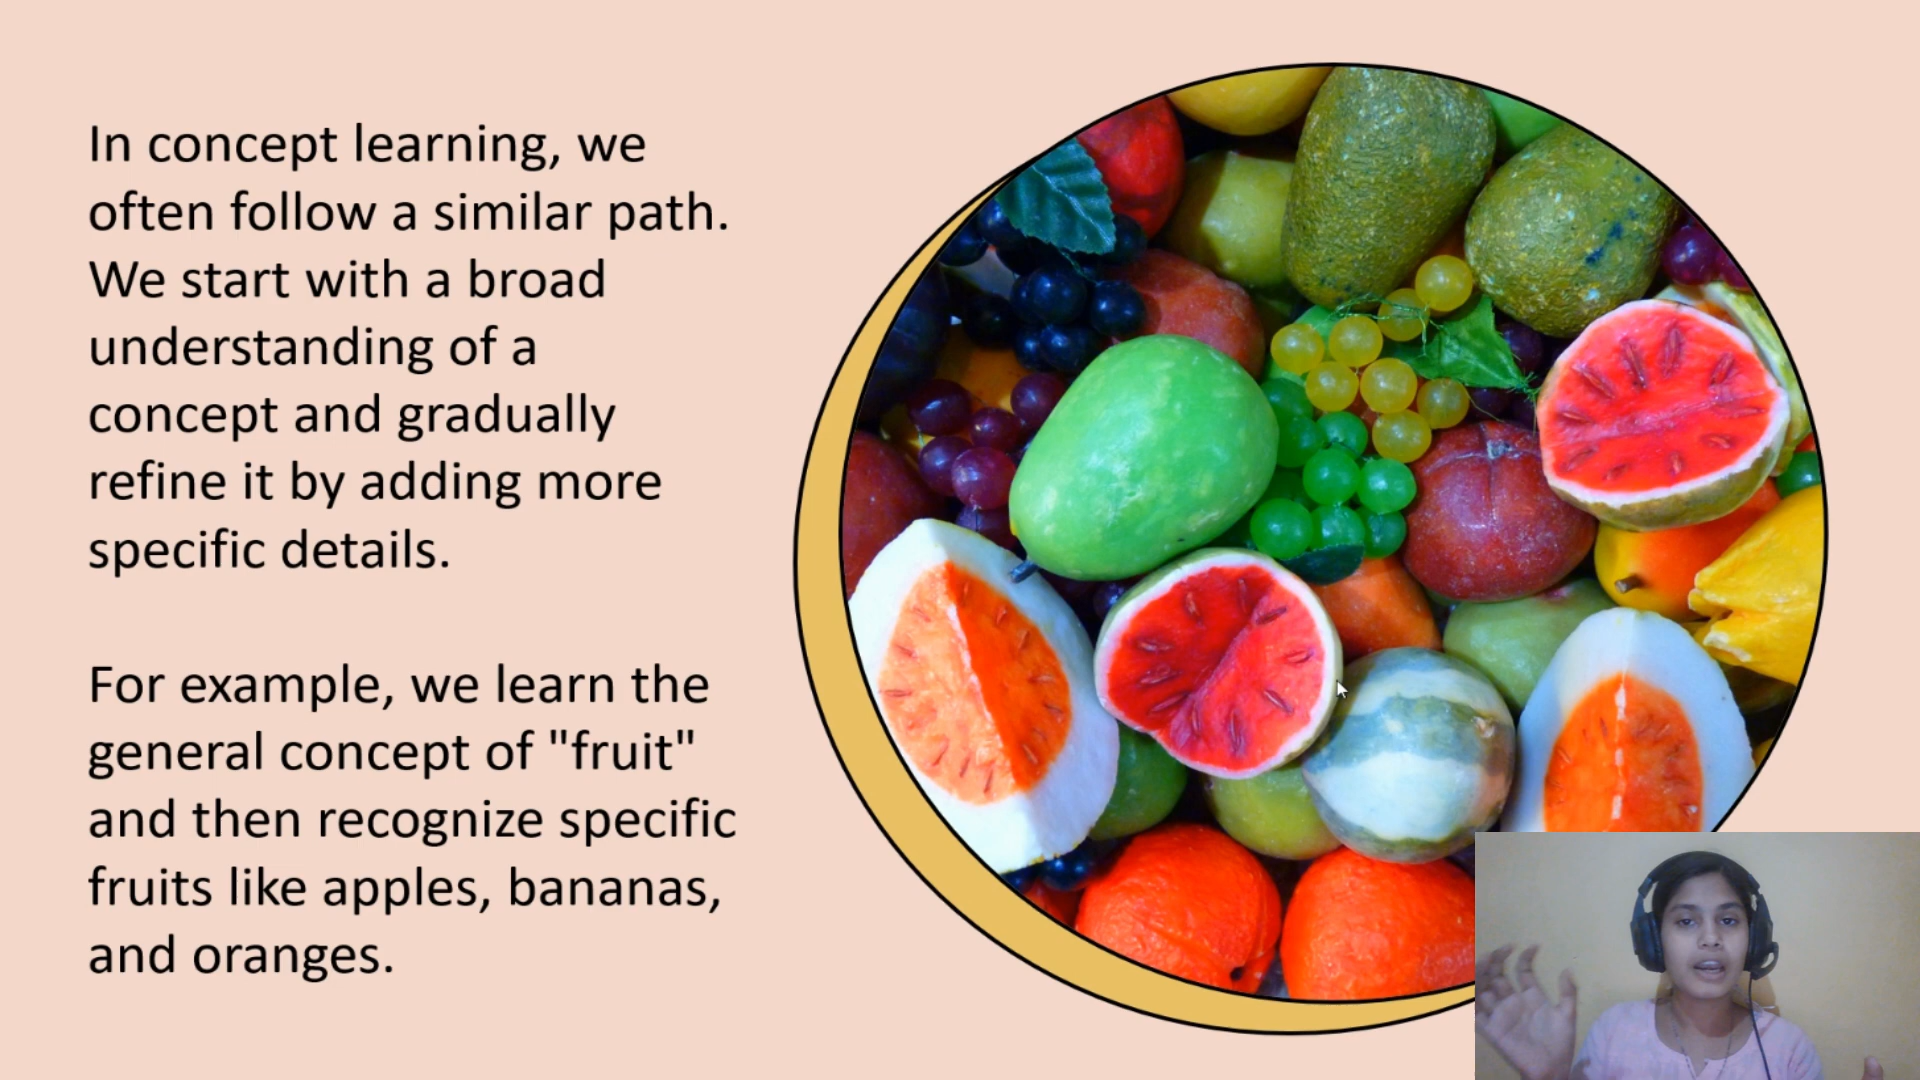 In concept learning, we
often follow a similar path.
We start with a broad
understanding of a
concept and gradually
refine it by adding more
specific details.
For example, we learn the
general concept of "fruit"
and then recognize specific
fruits like apples, bananas,
and oranges.